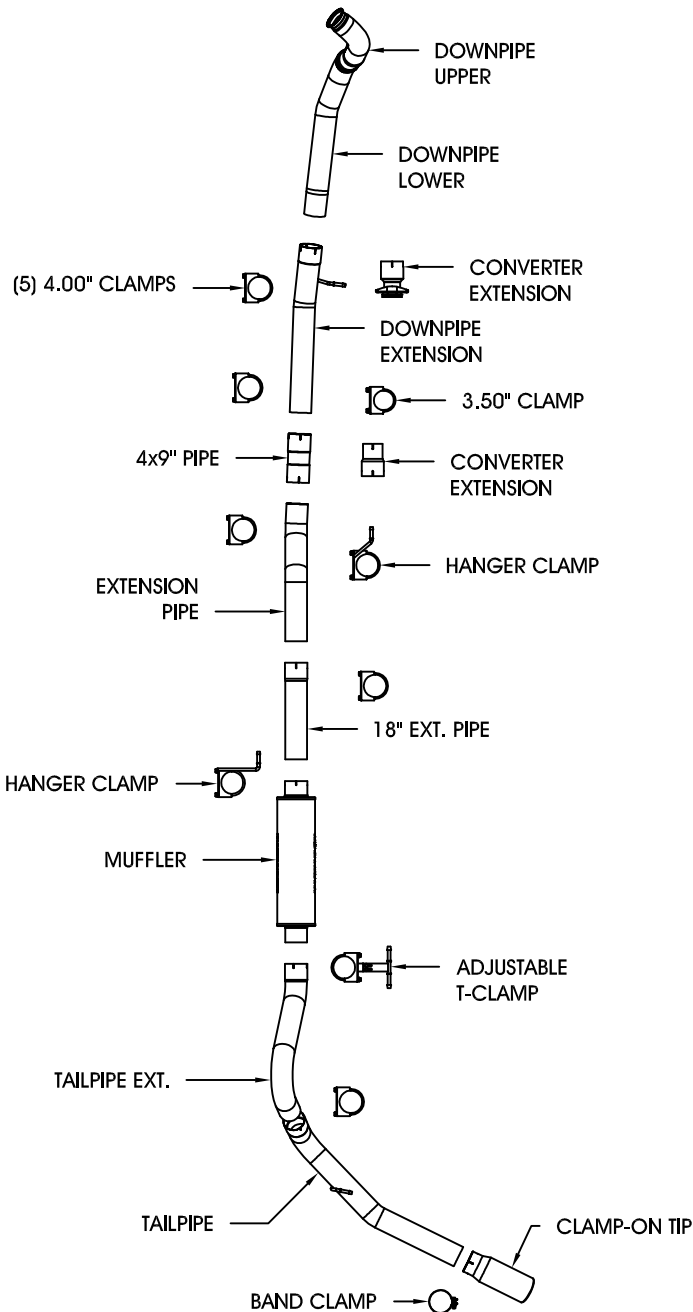 DOWNPIPE
UPPER
DOWNPIPE
LOWER
(5) 4.00" CLAMPS
CONVERTER
EXTENSION
DOWNPIPE
EXTENSION
3.50" CLAMP
4x9" PIPE
CONVERTER
EXTENSION
HANGER CLAMP
EXTENSION
PIPE
18" EXT. PIPE
HANGER CLAMP
MUFFLER
ADJUSTABLE
T-CLAMP
TAILPIPE EXT.
TAILPIPE
CLAMP-ON TIP
BAND CLAMP